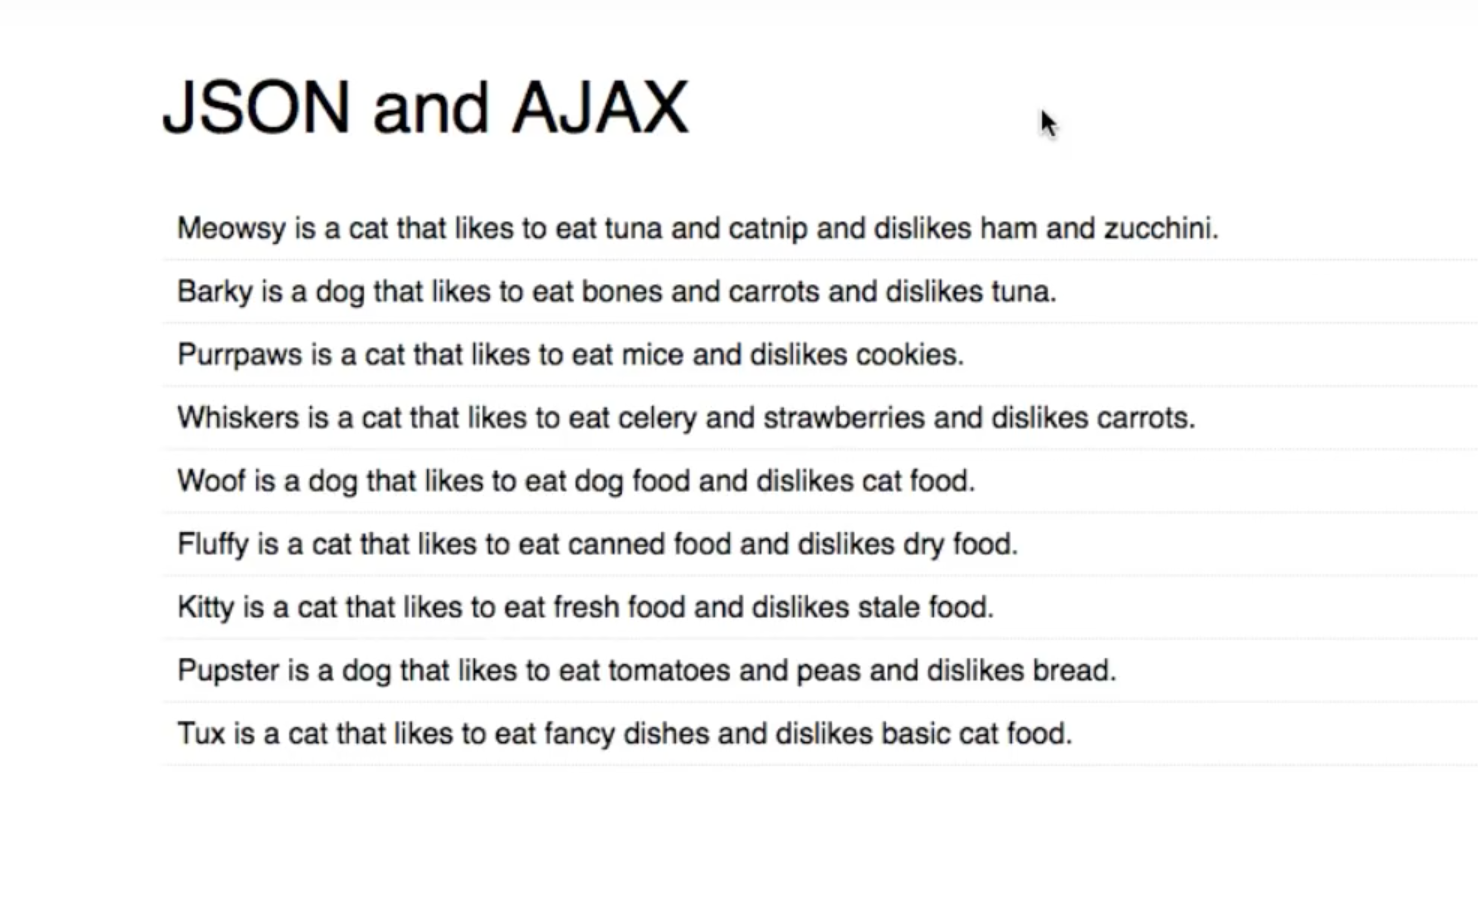 JSON and AJAX
Meowsy is a cat that likes to eat tuna and catnip and dislikes ham and zucchini.
Barky is a dog that likes to eat bones and carrots and dislikes tuna.
Purrpaws is a cat that likes to eat mice and dislikes cookies.
Whiskers is a cat that likes to eat celery and strawberries and dislikes carrots.
Woof is a dog that likes to eat dog food and dislikes cat food.
Fluffy is a cat that likes to eat canned food and dislikes dry food.
Kitty is a cat that likes to eat fresh food and dislikes stale food.
Pupster is a dog that likes to eat tomatoes and peas and dislikes bread.
Tux is a cat that likes to eat fancy dishes and dislikes basic cat food.